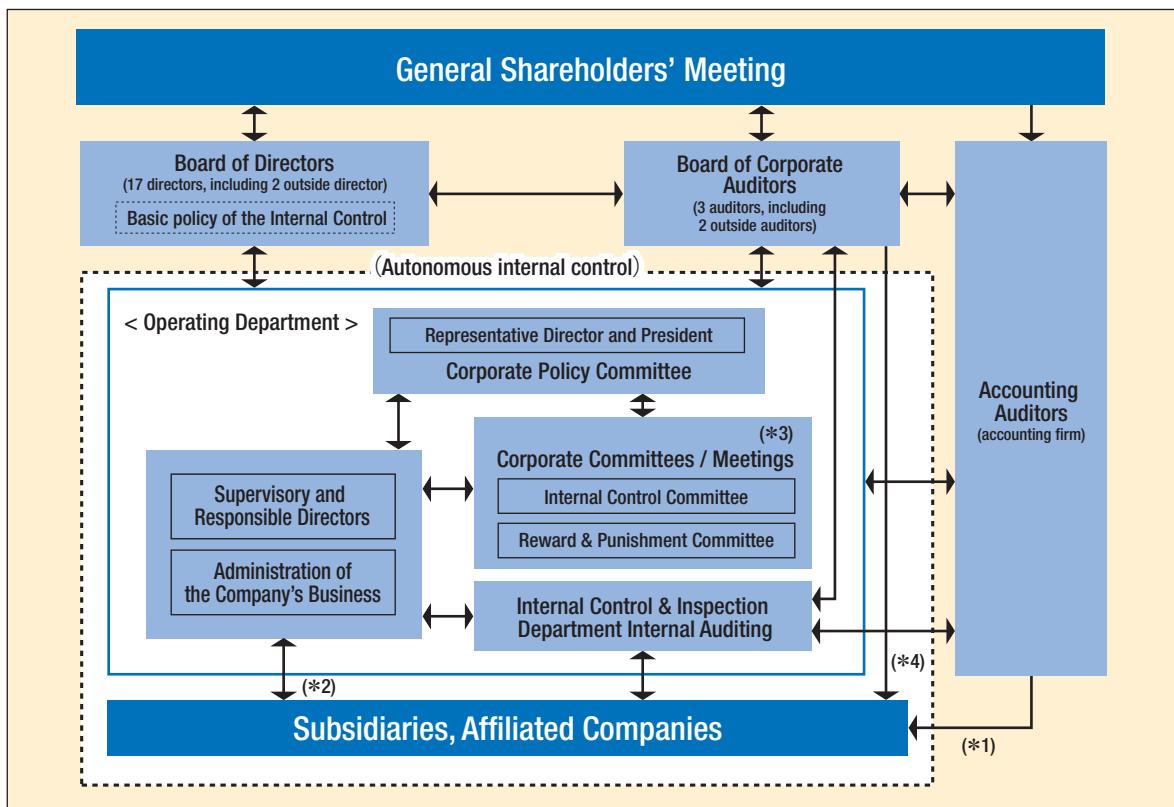 General Shareholders' Meeting
Board of Directors
(17 directors, including 2 outside director)
Basic policy of the Internal Control
Board of Corporate
Auditors
(3 auditors, including
2 outside auditors)
Accounting
Auditors
(accounting firm)
(Autonomous internal control)
< Operating Department >
Representative Director and President
Corporate Policy Committee
(*3)
Corporate Committees / Meetings
Internal Control Committee
Reward & Punishment Committee
Supervisory and
Responsible Directors
Administration of
the Company's Business
Internal Control & Inspection
Department Internal Auditing
(*2)
(*4)
Subsidiaries, Affiliated Companies
(*1)